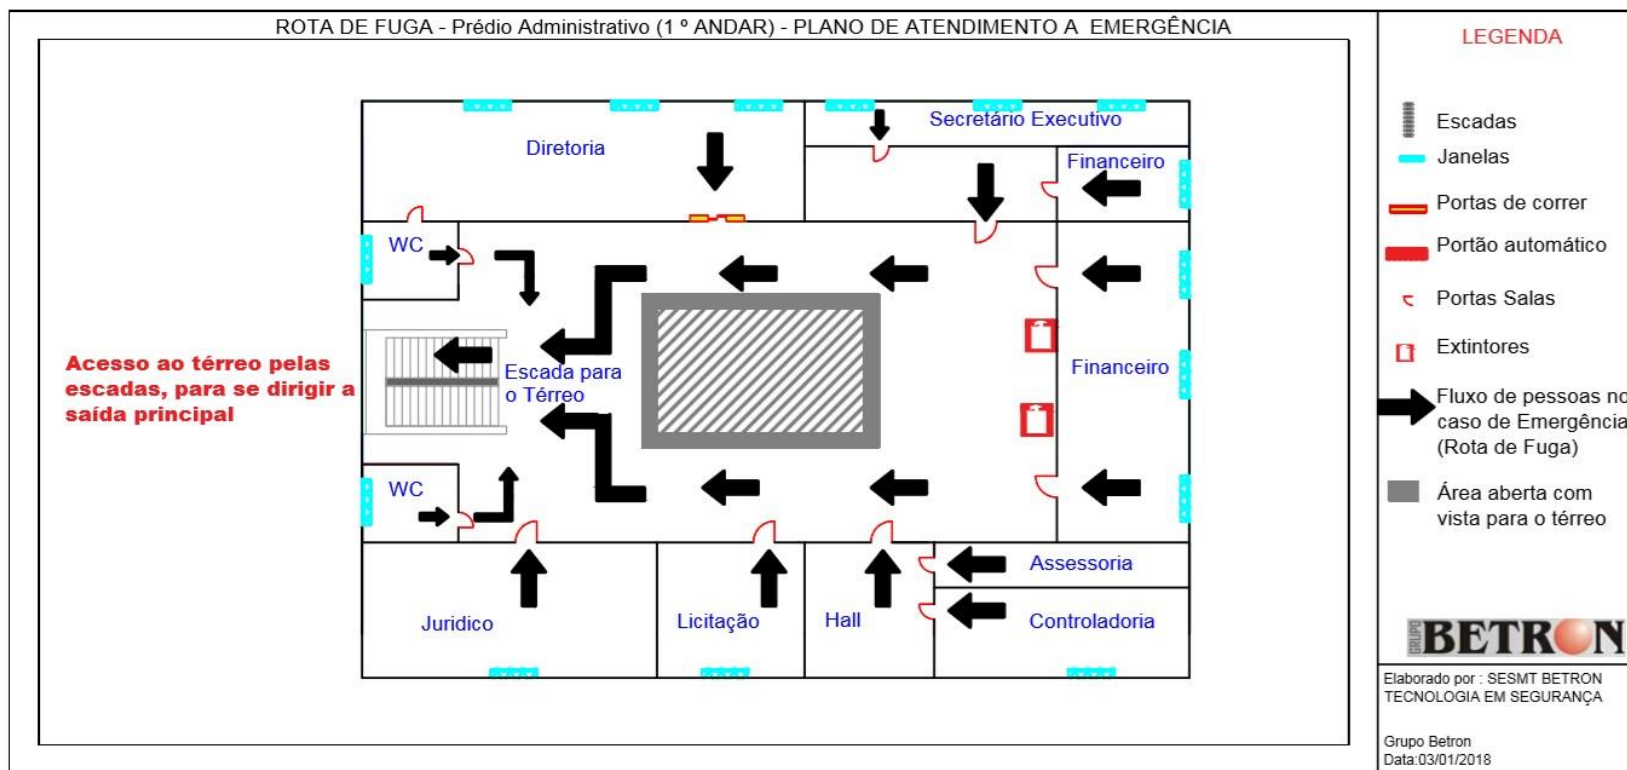 ROTA DE FUGA - Prédio Administrativo (1 º ANDAR) - PLANO DE ATENDIMENTO A EMERGÊNCIA
Diretoria
Secretário Executivo
Financeiro
WC
Escada para
o Térreo
Financeiro
Acesso ao térreo pelas
escadas, para se dirigir a
saída principal
WC
Juridico
Licitação
Hall
Assessoria
Controladoria
LEGENDA
Escadas
Janelas
Portas de correr
Portão automático
Portas Salas
Extintores
Fluxo de pessoas no
caso de Emergência
(Rota de Fuga)
Área aberta com
vista para o térreo
GRUPO
BETRON
Elaborado por : SESMT BETRON
TECNOLOGIA EM SEGURANÇA
Grupo Betron
Data:03/01/2018